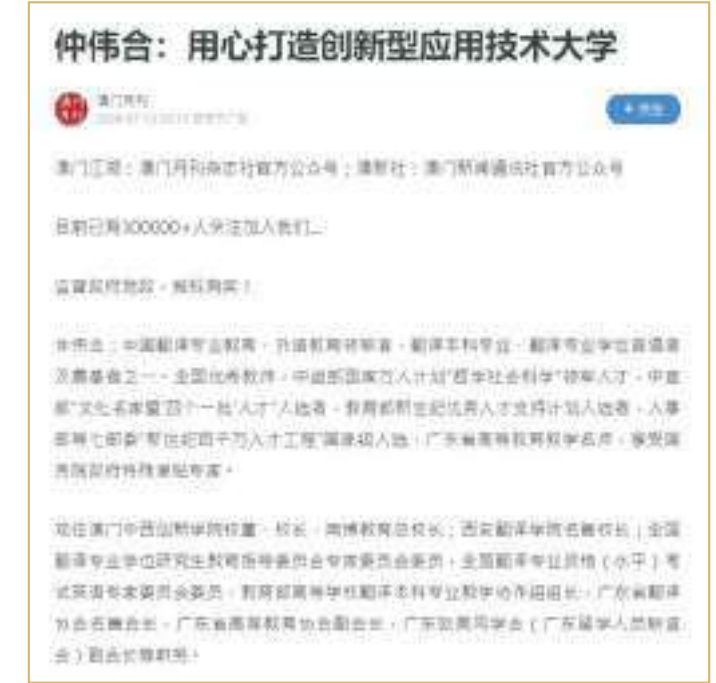 仲伟合：用心打造创新型应用技术大学
澳门月刊
澳门江湖：澳门月刊杂志社官方公众号；澳新社：澳门新闻通讯社官方公众号
目前已有300000+人关注加入我们...
仲伟合：中国翻译专业教育、外语教育领军者，翻译本科专业、翻译专业学位首倡者
及奠基者之一。全国优秀教师，中组部国家万人计划“哲学社会科学”领军人才，中宣
部“文化名家暨四个一批”人才”入选者，教育部新世纪优秀人才支持计划入选者，人事
部等七部委“新世纪百千万人才工程”国家级人选，广东省高等教育教学名师，享受国
务院政府特殊津贴专家。
现任澳门中西创新学院校董、校长，南博教育总校长；西安翻译学院名誉校长；全国
翻译专业学位研究生教育指导委员会专家委员会委员，全国翻译专业资格（水平）考
试英语专家委员会委员，教育部高等学校翻译本科专业教学协作组组长，广东省翻译
协会名誉会长，广东省高等教育协会副会长，广东欧美同学会（广东留学人员联谊
会）副会长等职务。